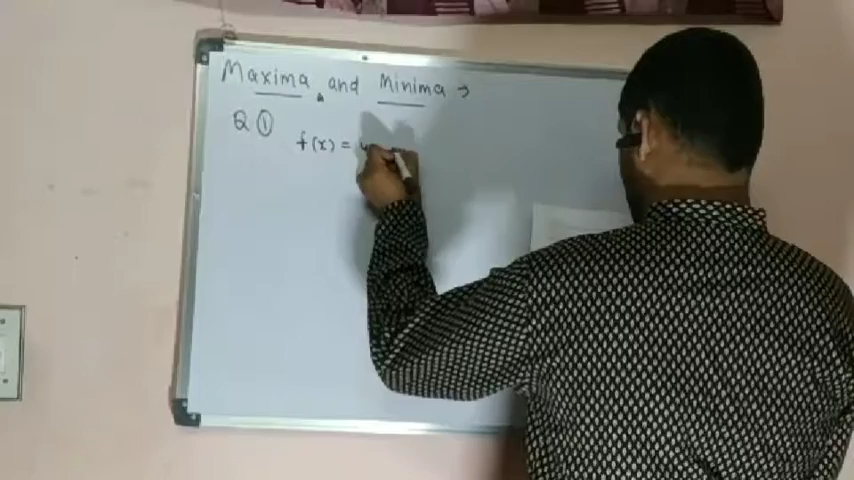 Maxima and Minima →
Q ①
f(x) =